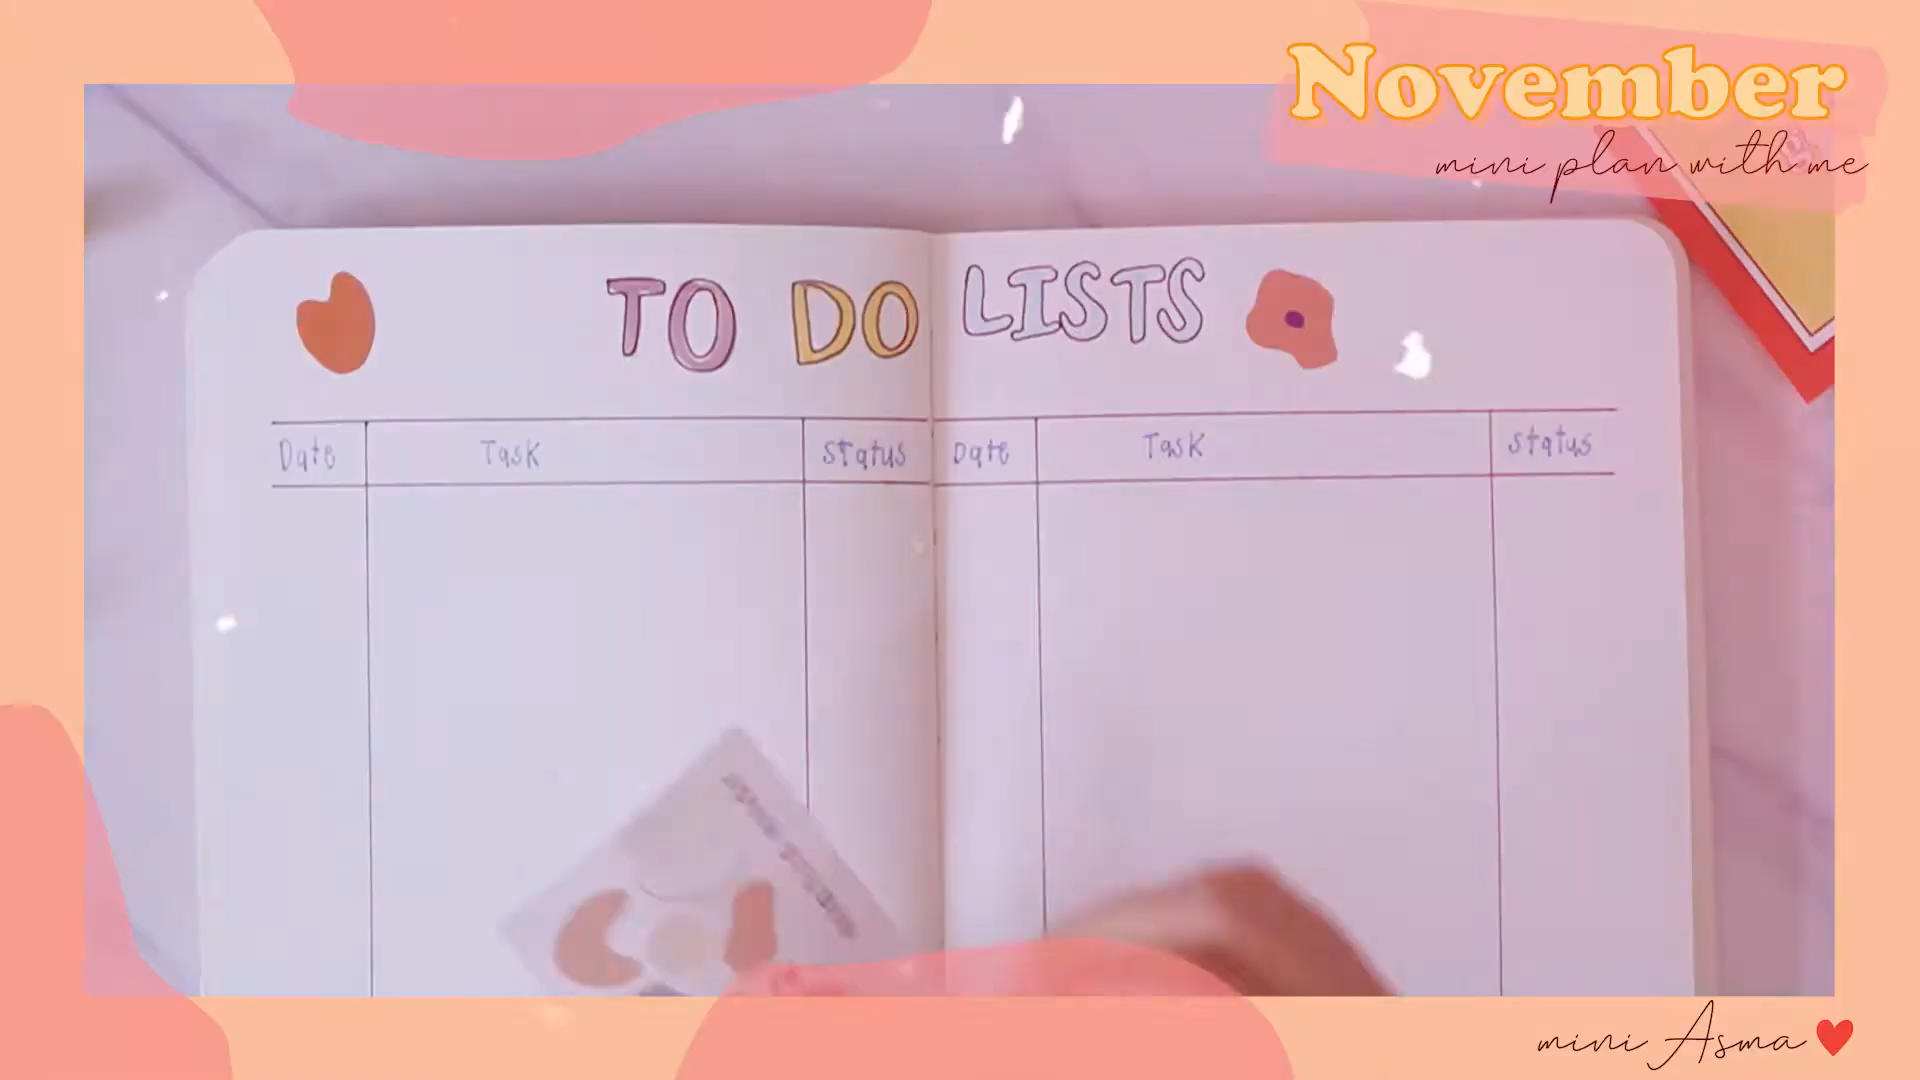 November
mini plan with me
TO DO LISTS
Date Task Status Date Task Status
mini Asma